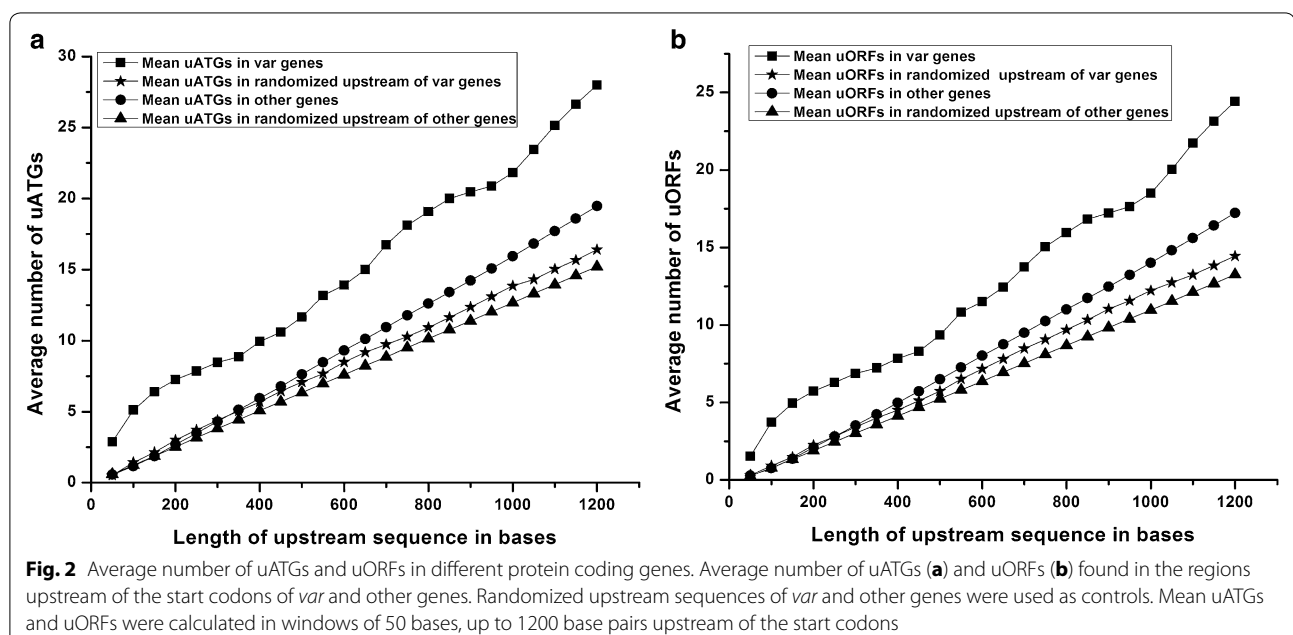 a
30
25
20
15
10
5
0
Average number of uATGs
Mean uATGs in var genes
Mean uATGs in randomized upstream of var genes
Mean uATGs in other genes
Mean uATGs in randomized upstream of other genes
0 200 400 600 800 1000 1200
Length of upstream sequence in bases
b
25
20
15
10
5
0
Average number of uORFs
Mean uORFs in var genes
Mean uORFs in randomized upstream of var genes
Mean uORFs in other genes
Mean uORFs in randomized upstream of other genes
0 200 400 600 800 1000 1200
Length of upstream sequence in bases
Fig. 2 Average number of uATGs and uORFs in different protein coding genes. Average number of uATGs (a) and uORFs (b) found in the regions
upstream of the start codons of var and other genes. Randomized upstream sequences of var and other genes were used as controls. Mean uATGs
and uORFs were calculated in windows of 50 bases, up to 1200 base pairs upstream of the start codons